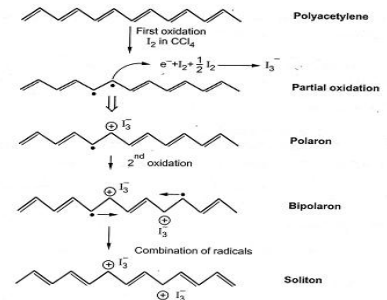 Polyacetylene
First oxidation
I₂ in CCl₄
e⁻+I₂+½ I₂ → I₃⁻
Partial oxidation
⊕ I₃⁻
Polaron
2nd oxidation
⊕ I₃⁻
Bipolaron
⊕
I₃⁻
Combination of radicals
⊕ I₃⁻
Soliton
⊕ I₃⁻